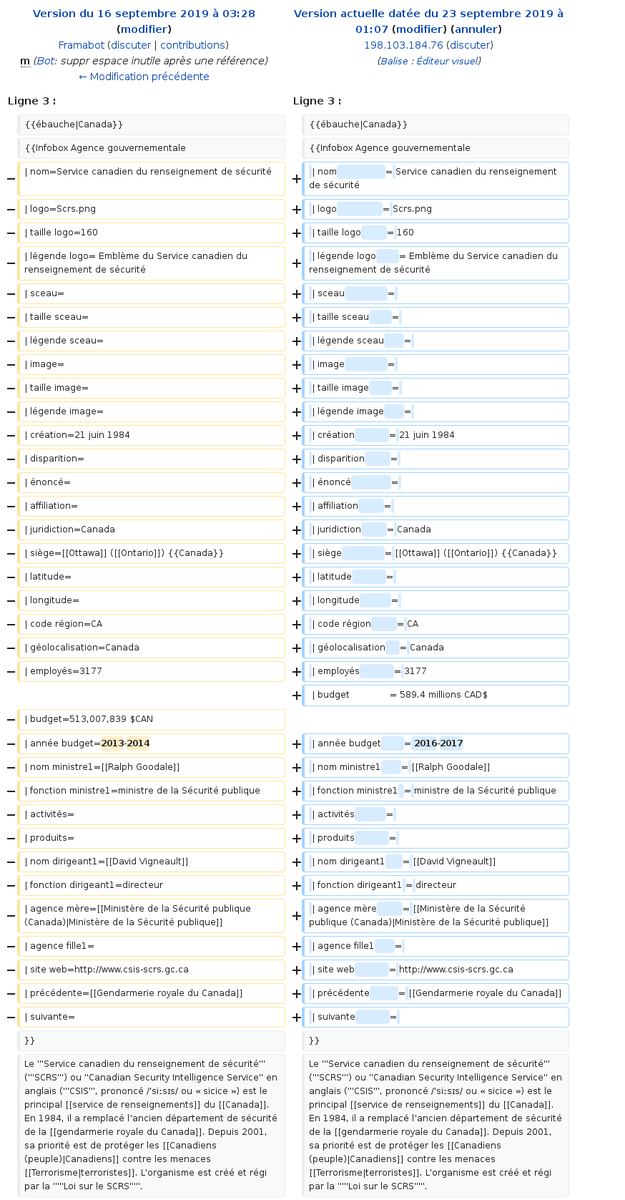 Version du 16 septembre 2019 à 03:28
(modifier)
Framabot (discuter | contributions)
m (Bot: suppr espace inutile après une référence)
← Modification précédente
Version actuelle datée du 23 septembre 2019 à
01:07 (modifier) (annuler)
198.103.184.76 (discuter)
(Balise : Éditeur visuel)
Ligne 3 :
Ligne 3 :
{{ébauche|Canada}}
{{ébauche|Canada}}
{{Infobox Agence gouvernementale
{{Infobox Agence gouvernementale
− | nom=Service canadien du renseignement de sécurité
+ | nom = Service canadien du renseignement
de sécurité
− | logo=Scrs.png
+ | logo = Scrs.png
− | taille logo=160
+ | taille logo = 160
− | légende logo= Emblème du Service canadien du
renseignement de sécurité
+ | légende logo = Emblème du Service canadien du
renseignement de sécurité
− | sceau=
+ | sceau =
− | taille sceau=
+ | taille sceau =
− | légende sceau=
+ | légende sceau =
− | image=
+ | image =
− | taille image=
+ | taille image =
− | légende image=
+ | légende image =
− | création=21 juin 1984
+ | création = 21 juin 1984
− | disparition=
+ | disparition =
− | énoncé=
+ | énoncé =
− | affiliation=
+ | affiliation =
− | juridiction=Canada
+ | juridiction = Canada
− | siège=[[Ottawa]] ([[Ontario]]) {{Canada}}
+ | siège = [[Ottawa]] ([[Ontario]]) {{Canada}}
− | latitude=
+ | latitude =
− | longitude=
+ | longitude =
− | code région=CA
+ | code région = CA
− | géolocalisation=Canada
+ | géolocalisation = Canada
− | employés=3177
+ | employés = 3177
+ | budget = 589.4 millions CAD$
− | budget=513,007,839 $CAN
− | année budget=2013-2014
+ | année budget = 2016-2017
− | nom ministre1=[[Ralph Goodale]]
+ | nom ministre1 = [[Ralph Goodale]]
− | fonction ministre1=ministre de la Sécurité publique
+ | fonction ministre1 = ministre de la Sécurité publique
− | activités=
+ | activités =
− | produits=
+ | produits =
− | nom dirigeant1=[[David Vigneault]]
+ | nom dirigeant1 = [[David Vigneault]]
− | fonction dirigeant1=directeur
+ | fonction dirigeant1 = directeur
− | agence mère=[[Ministère de la Sécurité publique
(Canada)|Ministère de la Sécurité publique]]
+ | agence mère = [[Ministère de la Sécurité
publique (Canada)|Ministère de la Sécurité publique]]
− | agence fille1=
+ | agence fille1 =
− | site web=http://www.csis-scrs.gc.ca
+ | site web = http://www.csis-scrs.gc.ca
− | précédente=[[Gendarmerie royale du Canada]]
+ | précédente = [[Gendarmerie royale du Canada]]
− | suivante=
+ | suivante =
}}
}}
Le '''Service canadien du renseignement de sécurité'''
('''SCRS''') ou ''Canadian Security Intelligence Service'' en
anglais ('''CSIS''', prononcé /'siːsɪs/ ou « sicice ») est le
principal [[service de renseignements]] du [[Canada]].
En 1984, il a remplacé l'ancien département de sécurité
de la [[gendarmerie royale du Canada]]. Depuis 2001,
sa priorité est de protéger les [[Canadiens
(peuple)|Canadiens]] contre les menaces
[[Terrorisme|terroristes]]. L'organisme est créé et régi
par la '''''Loi sur le SCRS'''''.
Le '''Service canadien du renseignement de sécurité'''
('''SCRS''') ou ''Canadian Security Intelligence Service'' en
anglais ('''CSIS''', prononcé /'siːsɪs/ ou « sicice ») est le
principal [[service de renseignements]] du [[Canada]].
En 1984, il a remplacé l'ancien département de sécurité
de la [[gendarmerie royale du Canada]]. Depuis 2001,
sa priorité est de protéger les [[Canadiens
(peuple)|Canadiens]] contre les menaces
[[Terrorisme|terroristes]]. L'organisme est créé et régi
par la '''''Loi sur le SCRS'''''.